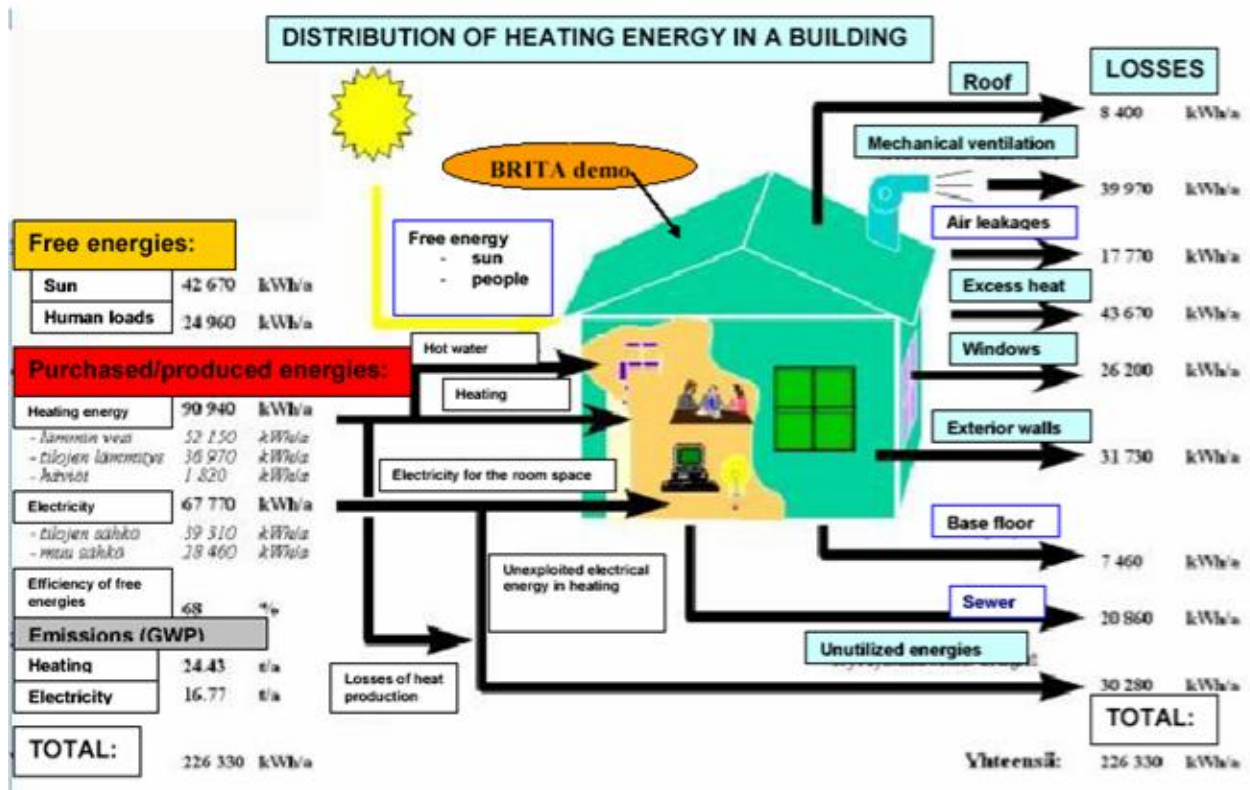 DISTRIBUTION OF HEATING ENERGY IN A BUILDING
LOSSES
Roof
8 400 kWh/a
Mechanical ventilation
39 970 kWh/a
BRITA demo
Air leakages
17 770 kWh/a
Excess heat
43 670 kWh/a
Windows
26 200 kWh/a
Exterior walls
31 730 kWh/a
Base floor
7 460 kWh/a
Sewer
20 860 kWh/a
Unutilized energies
30 280 kWh/a
TOTAL:
Yhteensä: 226 330 kWh/a
Free energy
- sun
- people
Hot water
Heating
Electricity for the room space
Unexploited electrical
energy in heating
Losses of heat
production
Free energies:
Sun 42 670 kWh/a
Human loads 24 960 kWh/a
Purchased/produced energies:
Heating energy 90 940 kWh/a
- lämmin vesi 52 150 kWh/a
- tilojen lämmitys 36 970 kWh/a
- häviöt 1 820 kWh/a
Electricity 67 770 kWh/a
- tilojen sähkö 39 310 kWh/a
- muu sähkö 28 460 kWh/a
Efficiency of free
energies 68 %
Emissions (GWP)
Heating 24.43 t/a
Electricity 16.77 t/a
TOTAL: 226 330 kWh/a